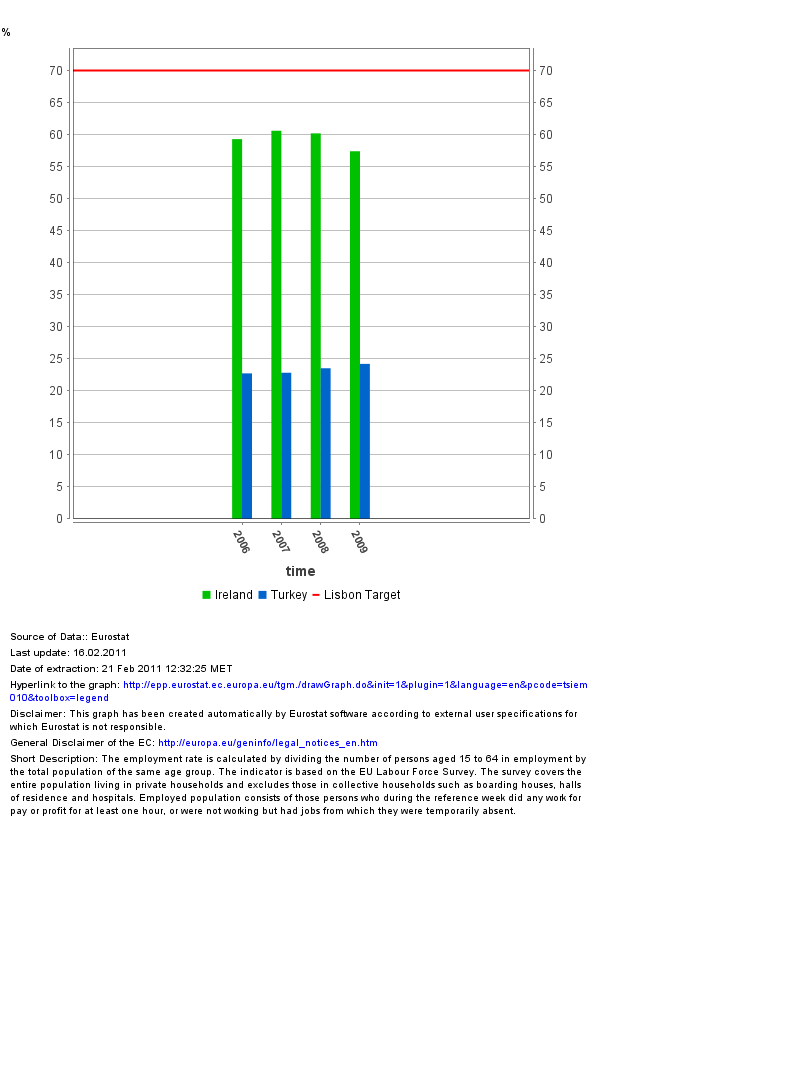 %
70 70
65 65
60 60
55 55
50 50
45 45
40 40
35 35
30 30
25 25
20 20
15 15
10 10
5 5
0 0
2006 2007 2008 2009
time
Ireland Turkey Lisbon Target
Source of Data:: Eurostat
Last update: 16.02.2011
Date of extraction: 21 Feb 2011 12:32:25 MET
Hyperlink to the graph: http://epp.eurostat.ec.europa.eu/tgm./drawGraph.do&init=1&plugin=1&language=en&pcode=tsiem
010&toolbox=legend
Disclaimer: This graph has been created automatically by Eurostat software according to external user specifications for
which Eurostat is not responsible.
General Disclaimer of the EC: http://europa.eu/geninfo/legal_notices_en.htm
Short Description: The employment rate is calculated by dividing the number of persons aged 15 to 64 in employment by
the total population of the same age group. The indicator is based on the EU Labour Force Survey. The survey covers the
entire population living in private households and excludes those in collective households such as boarding houses, halls
of residence and hospitals. Employed population consists of those persons who during the reference week did any work for
pay or profit for at least one hour, or were not working but had jobs from which they were temporarily absent.